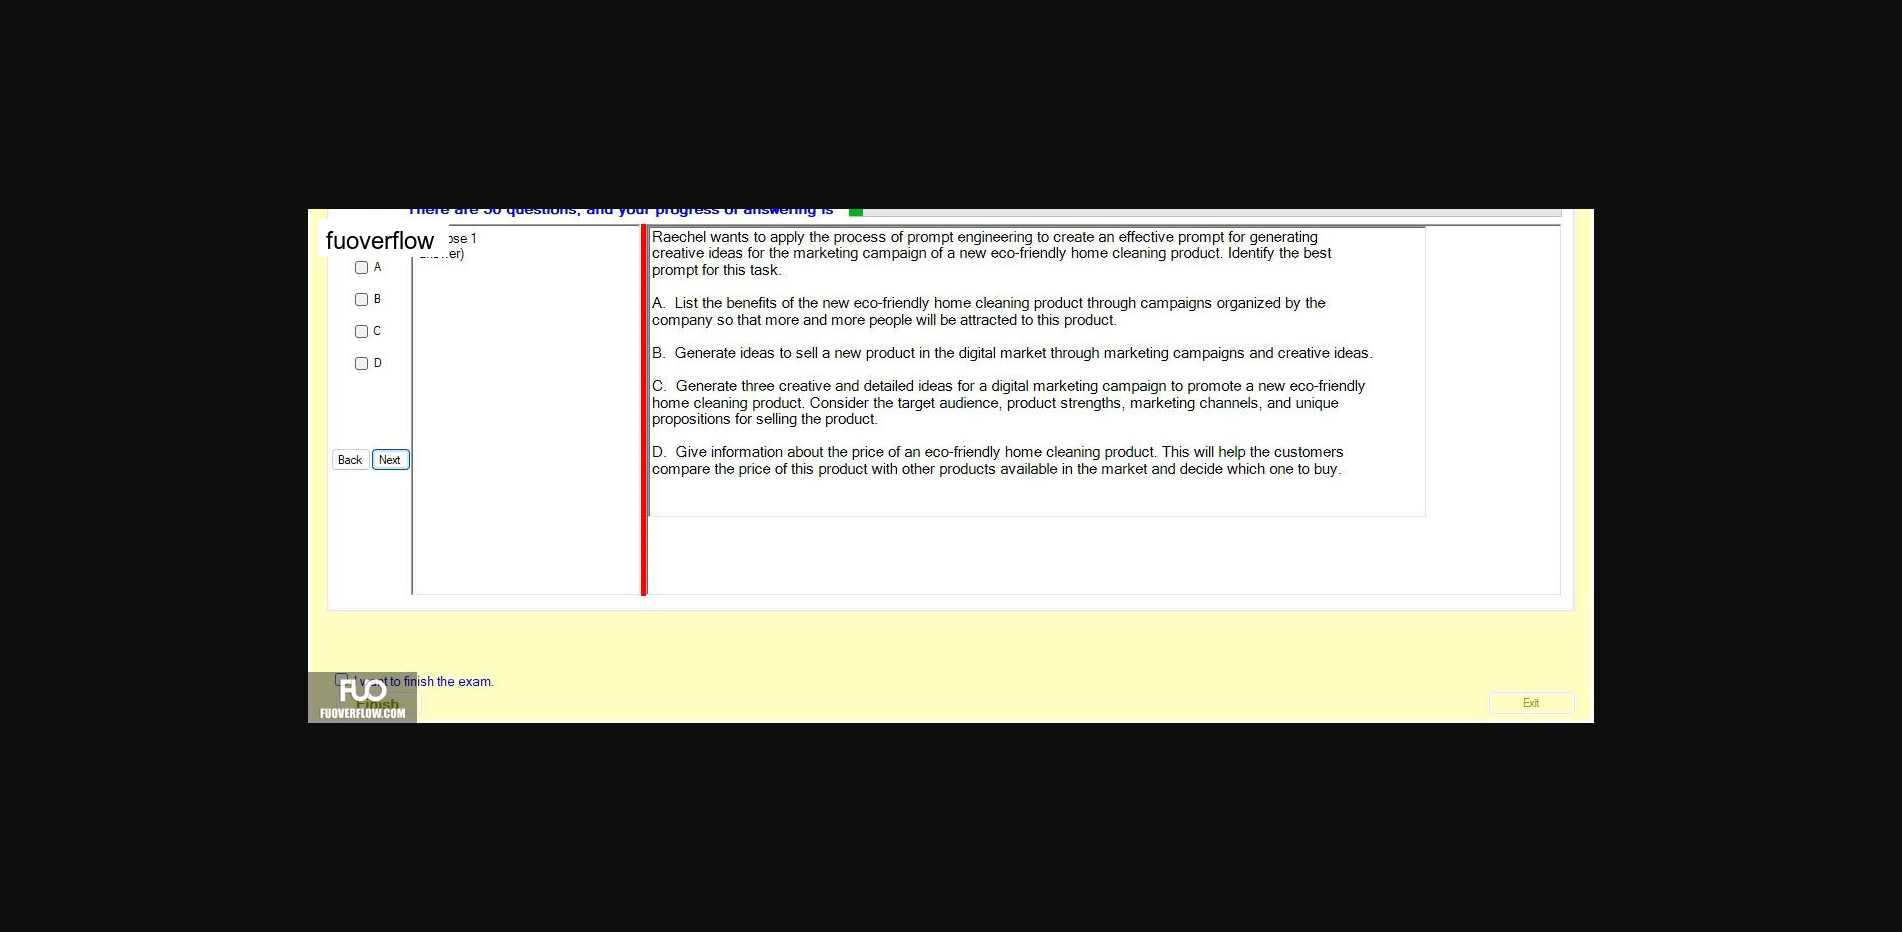 There are 50 questions, and your progress of answering is
fuoverflow
ose 1
er)
A
B
C
D
Back Next
Raechel wants to apply the process of prompt engineering to create an effective prompt for generating
creative ideas for the marketing campaign of a new eco-friendly home cleaning product. Identify the best
prompt for this task.
A. List the benefits of the new eco-friendly home cleaning product through campaigns organized by the
company so that more and more people will be attracted to this product.
B. Generate ideas to sell a new product in the digital market through marketing campaigns and creative ideas.
C. Generate three creative and detailed ideas for a digital marketing campaign to promote a new eco-friendly
home cleaning product. Consider the target audience, product strengths, marketing channels, and unique
propositions for selling the product.
D. Give information about the price of an eco-friendly home cleaning product. This will help the customers
compare the price of this product with other products available in the market and decide which one to buy.
I want to finish the exam.
FUO
Finish
FUOVERFLOW.COM
Exit